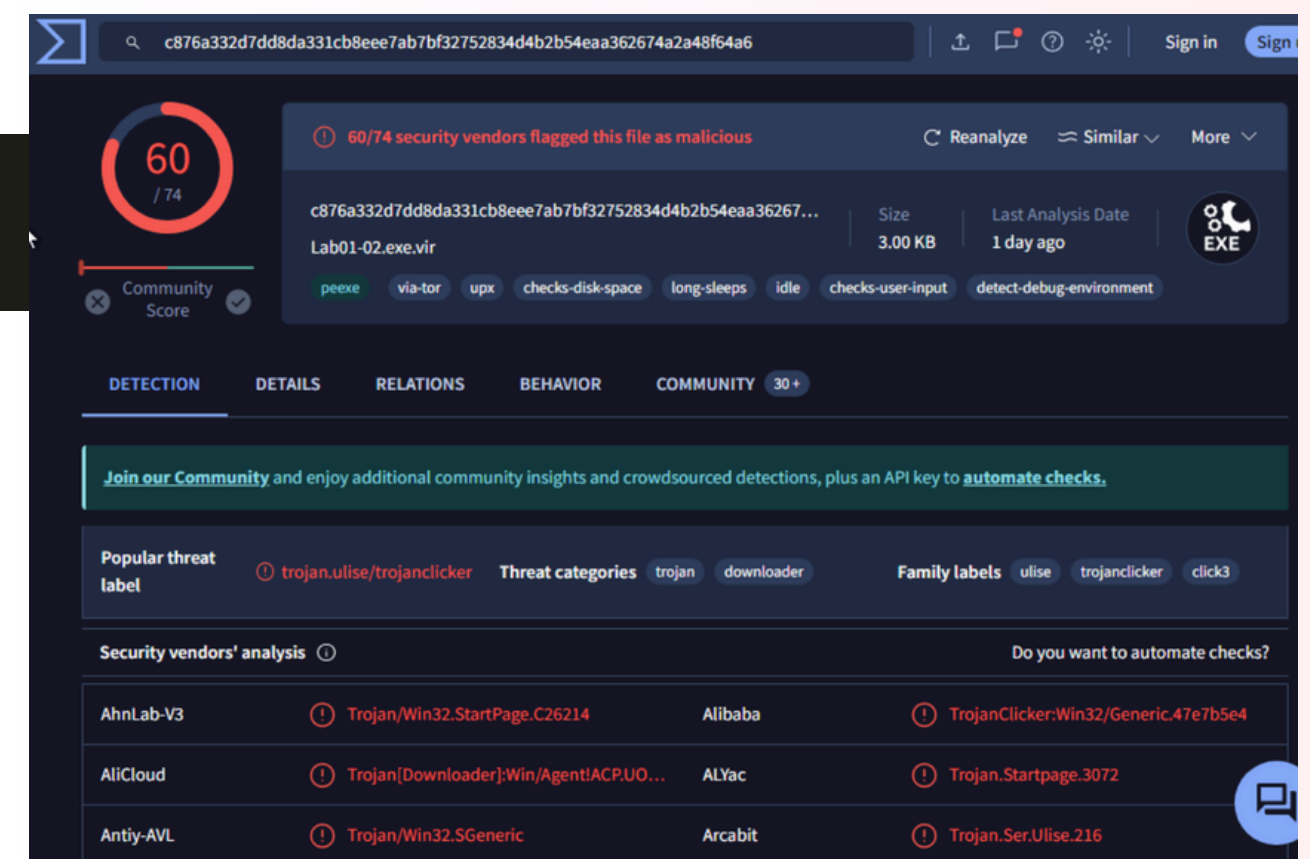 c876a332d7dd8da331cb8eee7ab7bf32752834d4b2b54eaa362674a2a48f64a6
Sign in
Sign
60
/ 74
60/74 security vendors flagged this file as malicious
Reanalyze
Similar
More
c876a332d7dd8da331cb8eee7ab7bf32752834d4b2b54eaa36267...
Lab01-02.exe.vir
Size
3.00 KB
Last Analysis Date
1 day ago
EXE
Community
Score
peexe via-tor upx checks-disk-space long-sleeps idle checks-user-input detect-debug-environment
DETECTION DETAILS RELATIONS BEHAVIOR COMMUNITY 30+
Join our Community and enjoy additional community insights and crowdsourced detections, plus an API key to automate checks.
Popular threat
label
trojan.ulise/trojanclicker
Threat categories trojan downloader
Family labels ulise trojanclicker click3
Security vendors' analysis
Do you want to automate checks?
AhnLab-V3 Trojan/Win32.StartPage.C26214 Alibaba TrojanClicker:Win32/Generic.47e7b5e4
AliCloud Trojan[Downloader]:Win/Agent!ACP.UO... ALYac Trojan.Startpage.3072
Antiy-AVL Trojan/Win32.SGeneric Arcabit Trojan.Ser.Ulise.216